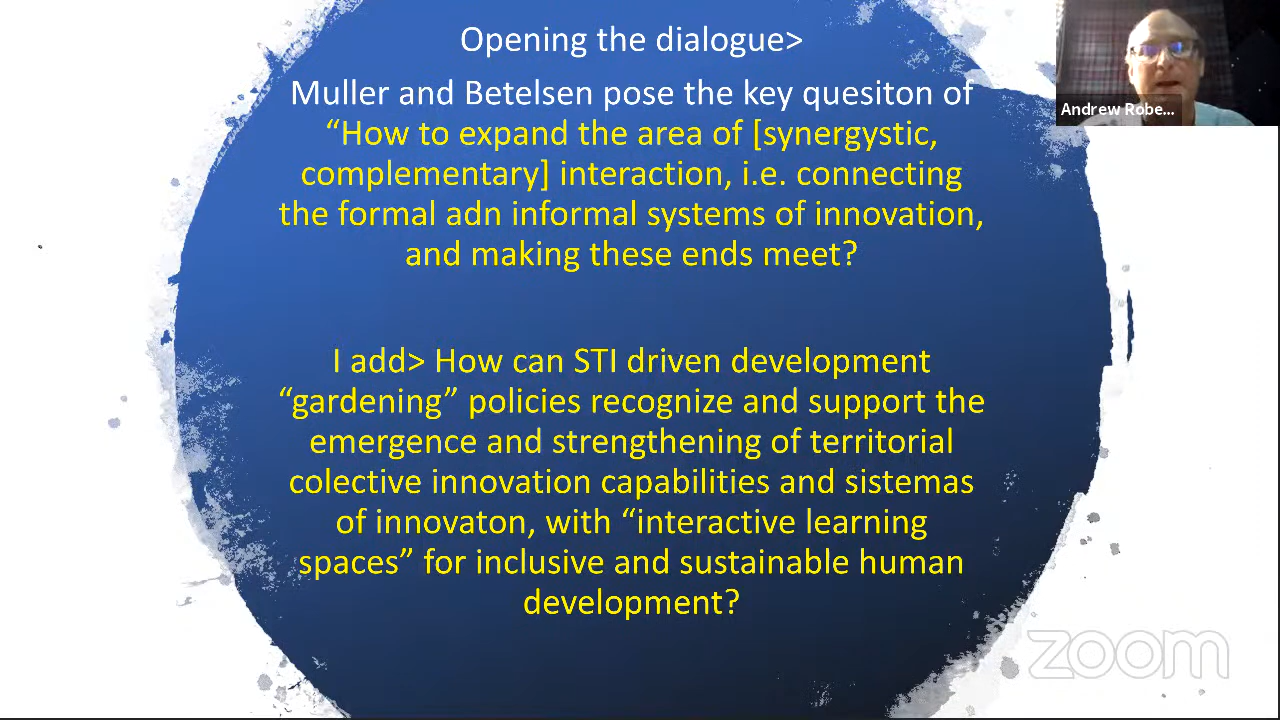 Opening the dialogue>
Muller and Betelsen pose the key quesiton of
“How to expand the area of [synergystic,
complementary] interaction, i.e. connecting
the formal adn informal systems of innovation,
and making these ends meet?
I add> How can STI driven development
“gardening” policies recognize and support the
emergence and strengthening of territorial
colective innovation capabilities and sistemas
of innovaton, with “interactive learning
spaces” for inclusive and sustainable human
development?
Andrew Robe...
zoom